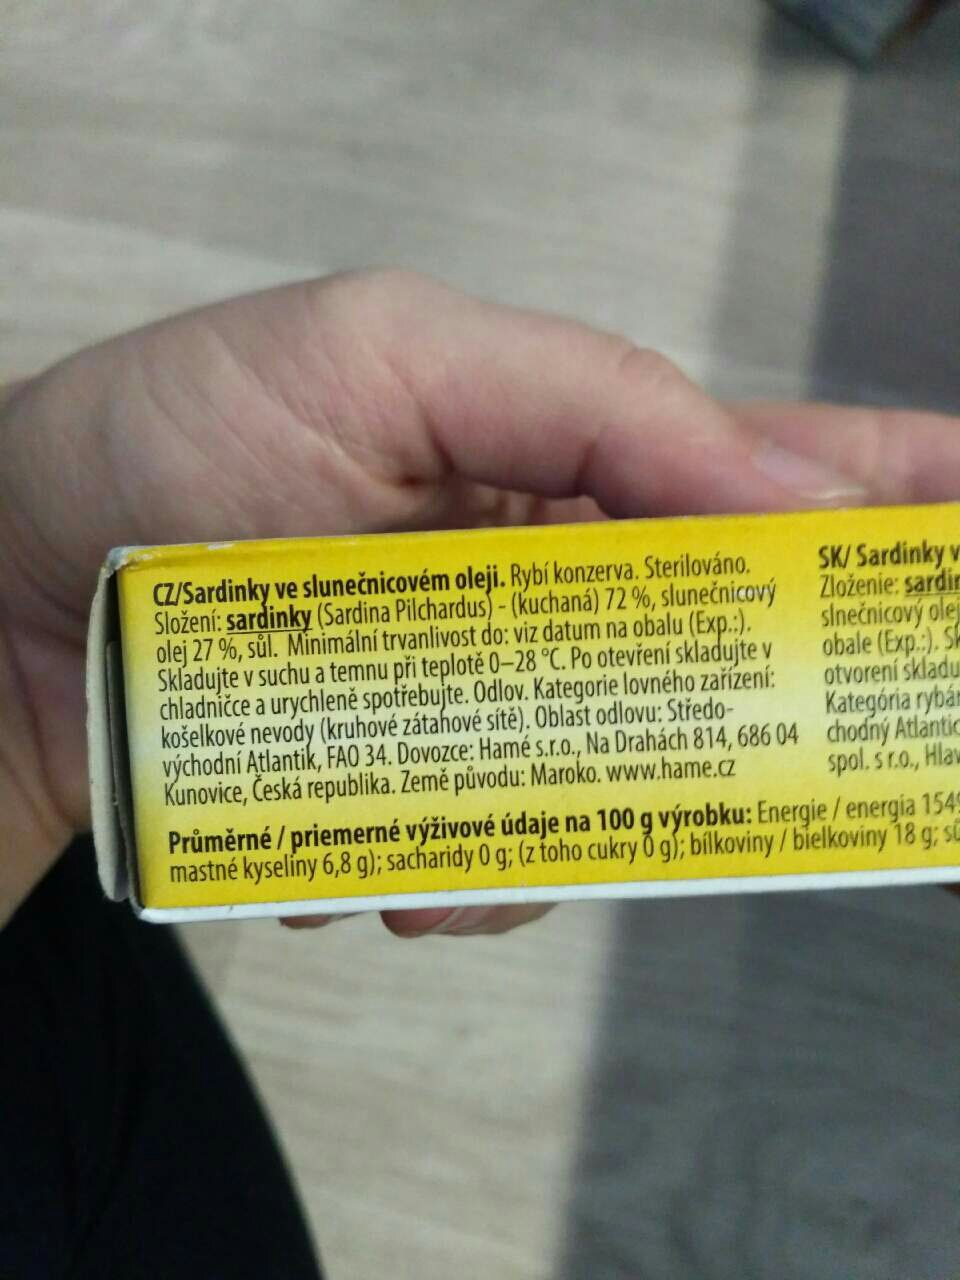 CZ/Sardinky ve slunečnicovém oleji. Rybí konzerva. Sterilováno.
Složení: sardinky (Sardina Pilchardus) - (kuchaná) 72 %, slunečnicový
olej 27 %, sůl. Minimální trvanlivost do: viz datum na obalu (Exp.:).
Skladujte v suchu a temnu při teplotě 0–28 °C. Po otevření skladujte v
chladničce a urychleně spotřebujte. Odlov. Kategorie lovného zařízení:
košelkové nevody (kruhové zátahové sítě). Oblast odlovu: Středo-
východní Atlantik, FAO 34. Dovozce: Hamé s.r.o., Na Drahách 814, 686 04
Kunovice, Česká republika. Země původu: Maroko. www.hame.cz
SK/ Sardinky v
Zloženie: sardin
slnečnicový olej
obale (Exp.:). Sk
otvorení skladu
Kategória rybár
chodný Atlantic
spol. s r.o., Hlav
Průměrné / priemerné výživové údaje na 100 g výrobku: Energie / energia 1549
mastné kyseliny 6,8 g); sacharidy 0 g; (z toho cukry 0 g); bílkoviny / bielkoviny 18 g; sů